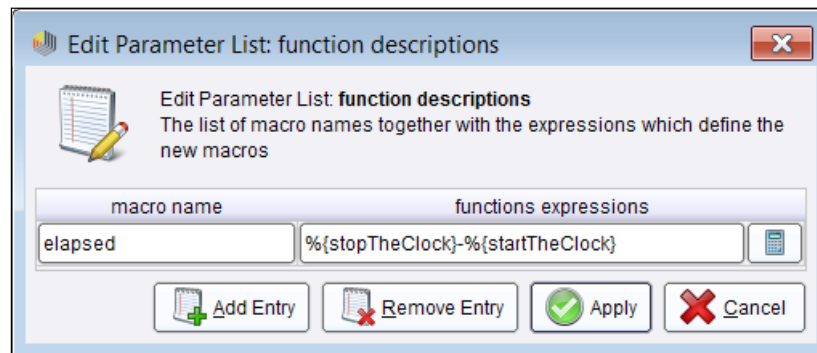 Edit Parameter List: function descriptions
Edit Parameter List: function descriptions
The list of macro names together with the expressions which define the
new macros
macro name functions expressions
elapsed %{stopTheClock}-%{startTheClock}
Add Entry Remove Entry Apply Cancel